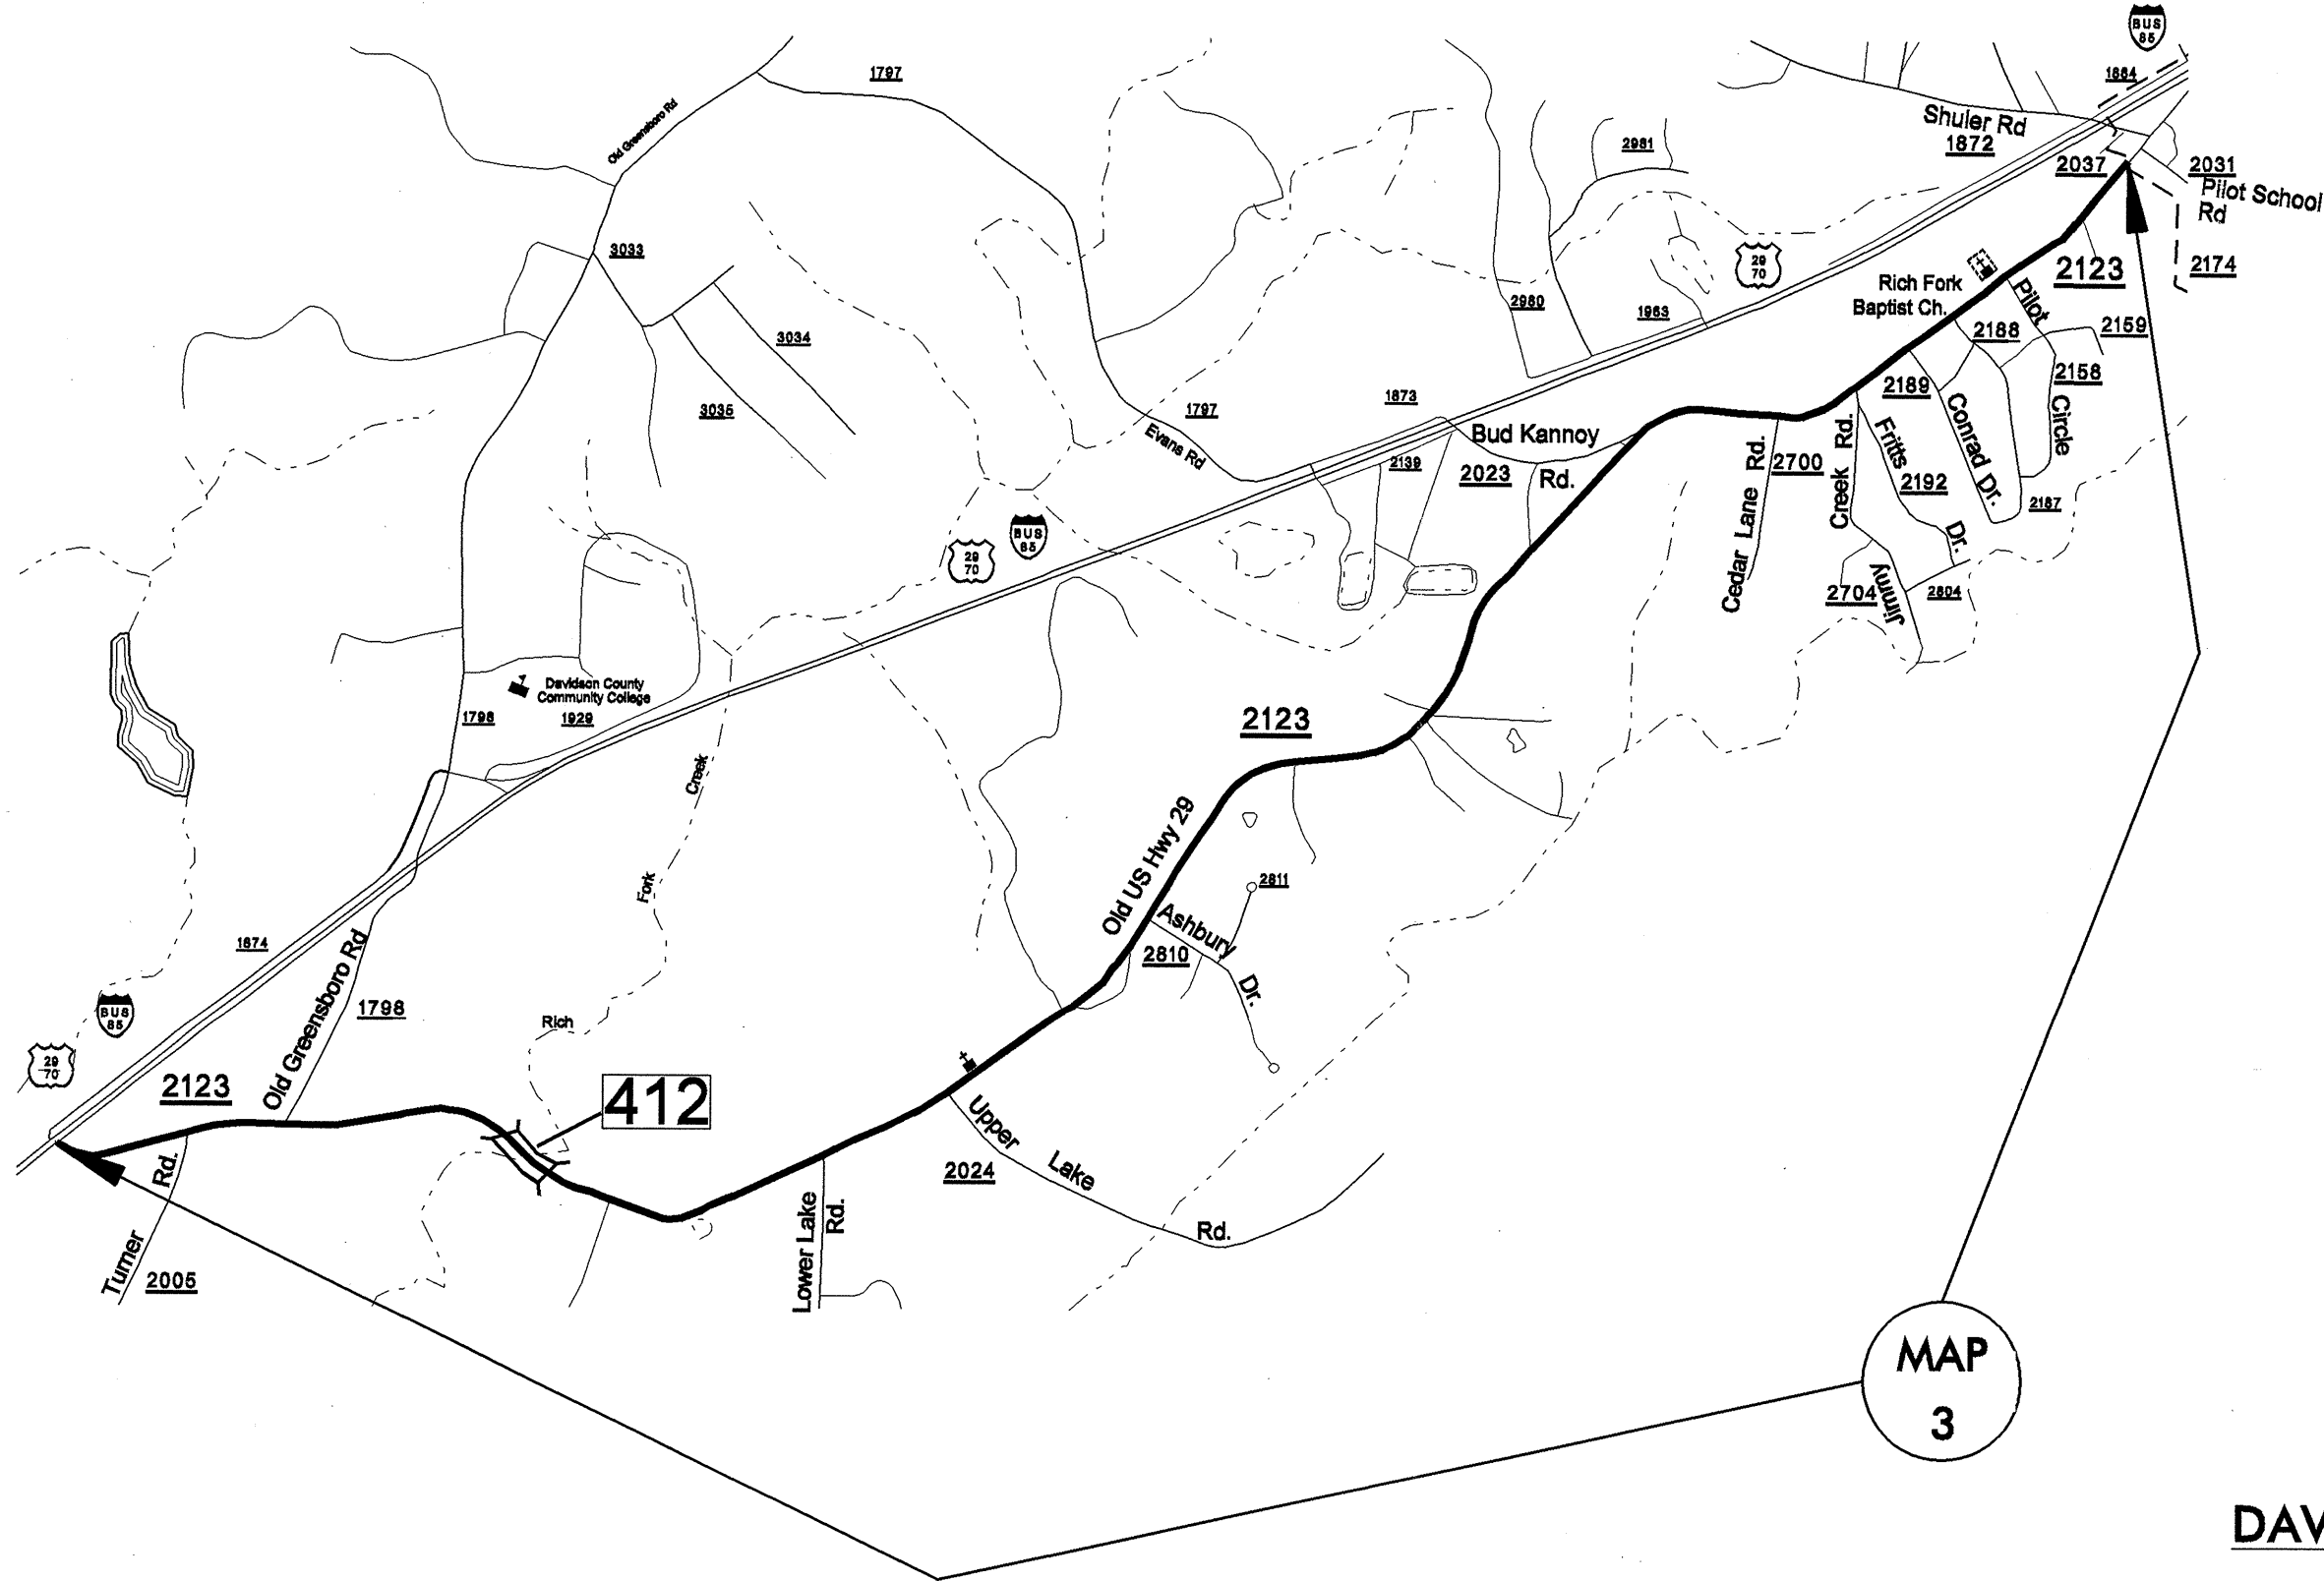 BUS
85
1797
1884
Old Greensboro Rd
Shuler Rd
1872
2981
2037
2031
Pilot School
Rd
3033
29
70
2123
2174
Rich Fork
Baptist Ch.
Pilot
2980
1963
2188
2159
3034
2189
2158
3035
1873
1797
Evans Rd
Bud Kannoy
Rd.
2139
2023
Cedar Lane Rd.
2700
Creek Rd.
Fritts
2192
Dr.
Conrad Dr.
Circle
2187
BUS
85
29
70
2704
Jimmy
2804
Davidson County
Community College
1798
1929
2123
Creek
Old US Hwy 29
Fork
2811
Ashbury
Dr.
2810
1874
Old Greensboro Rd
1798
BUS
85
Rich
29
70
2123
412
Upper
Lake
Rd.
2024
Turner
Rd.
2005
Lower Lake
Rd.
MAP
3
DAV